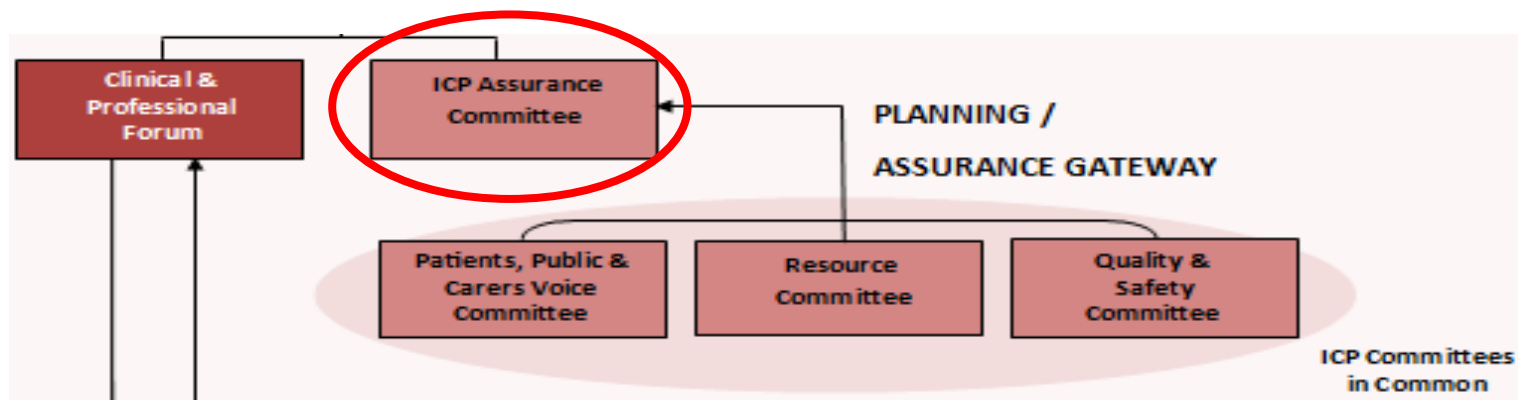 Clinical &
Professional
Forum
ICP Assurance
Committee
PLANNING /
ASSURANCE GATEWAY
Patients, Public &
Carers Voice
Committee
Resource
Committee
Quality &
Safety
Committee
ICP Committees
in Common